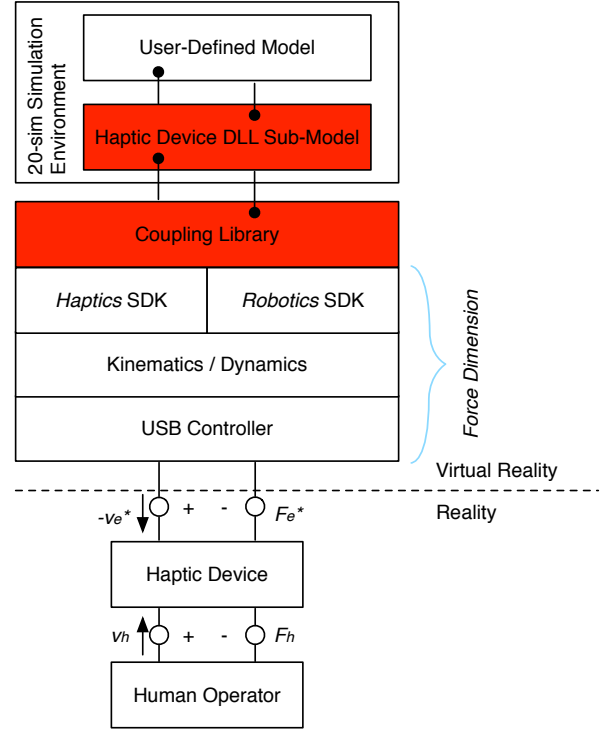 20-sim Simulation
Environment
User-Defined Model
Haptic Device DLL Sub-Model
Coupling Library
Haptics SDK
Robotics SDK
Kinematics / Dynamics
USB Controller
Force Dimension
Virtual Reality
Reality
-ve* + - Fe*
Haptic Device
vh + - Fh
Human Operator